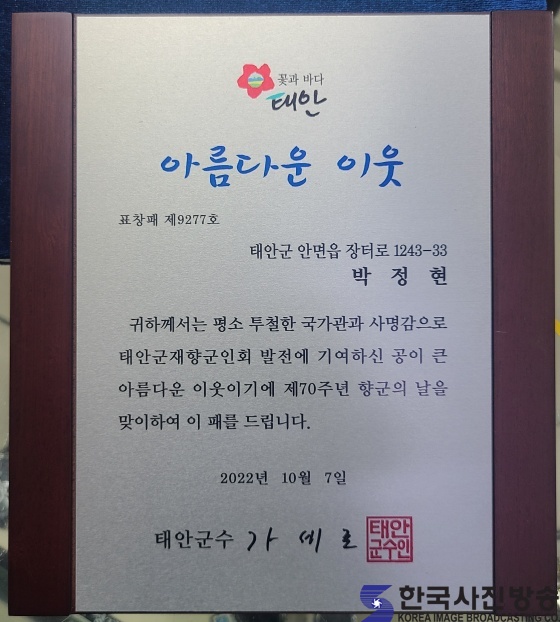 꽃과 바다
태안
아름다운 이웃
표창패 제9277호
태안군 안면읍 장터로 1243-33
박 정 현
귀하께서는 평소 투철한 국가관과 사명감으로
태안군재향군인회 발전에 기여하신 공이 큰
아름다운 이웃이기에 제70주년 향군의 날을
맞이하여 이 패를 드립니다.
2022년 10월 7일
태안군수 가 세 로
태안
군수인
한국사진방송
KOREA IMAGE BROADCASTING